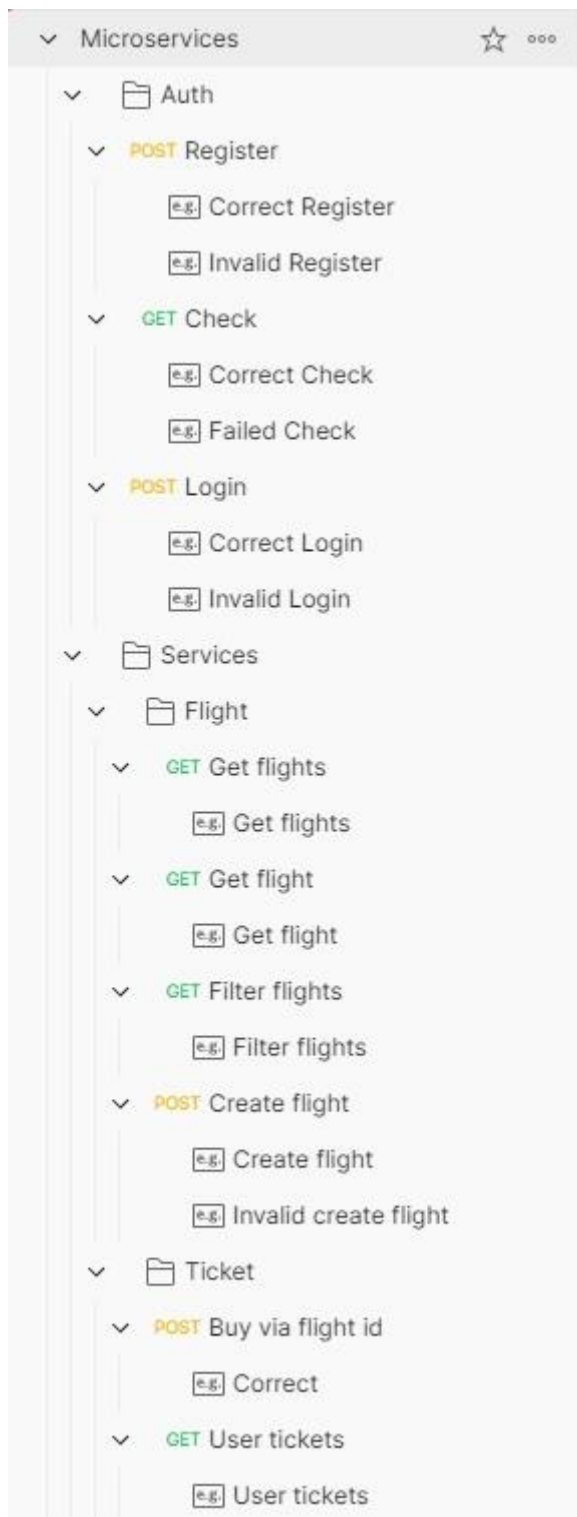 Microservices
Auth
POST Register
e.g. Correct Register
e.g. Invalid Register
GET Check
e.g. Correct Check
e.g. Failed Check
POST Login
e.g. Correct Login
e.g. Invalid Login
Services
Flight
GET Get flights
e.g. Get flights
GET Get flight
e.g. Get flight
GET Filter flights
e.g. Filter flights
POST Create flight
e.g. Create flight
e.g. Invalid create flight
Ticket
POST Buy via flight id
e.g. Correct
GET User tickets
e.g. User tickets